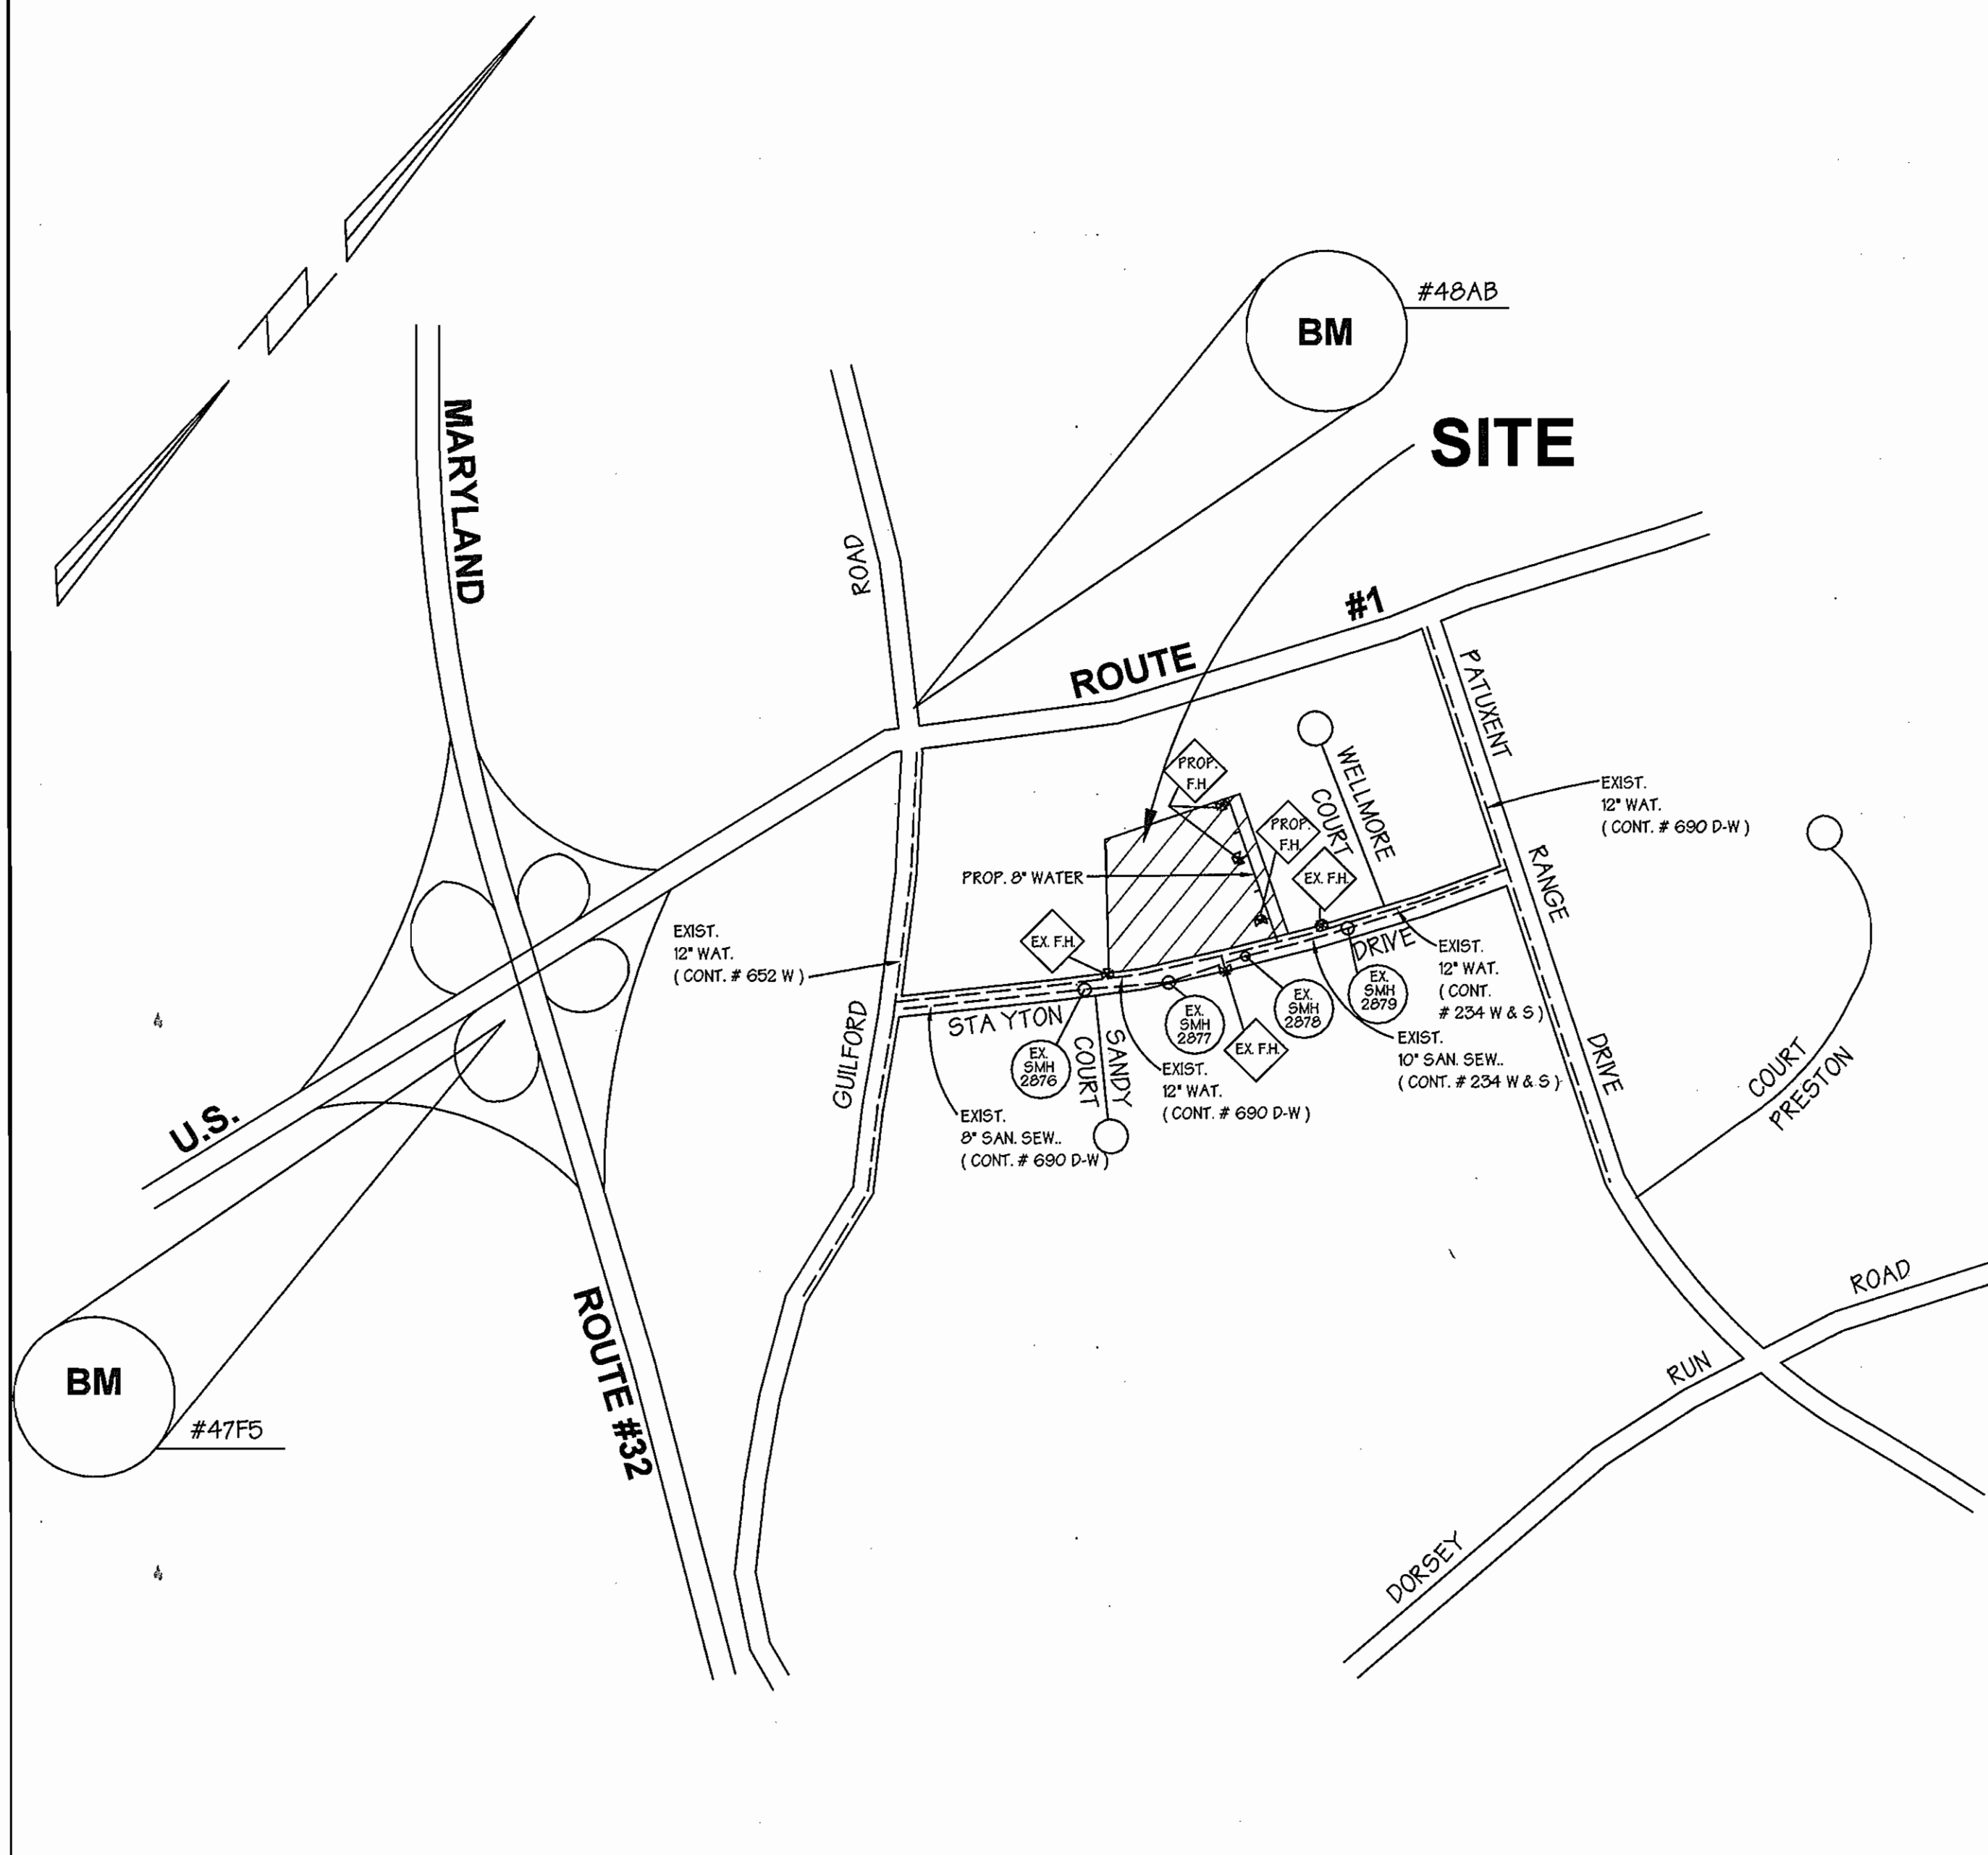 #48AB
BM
SITE
MARYLAND
ROAD
#1
ROUTE
PATUXENT
PROP.
F.H.
WELLMORE
COURT
EXIST.
12" WAT.
( CONT. # 690 D-W )
PROP.
F.H.
RANGE
PROP. 8" WATER
EX. F.H.
EXIST.
12" WAT.
( CONT. # 652 W )
EX. F.H.
DRIVE
EXIST.
12" WAT.
( CONT.
# 234 W & S )
EX.
SMH
2879
EX.
SMH
2878
EX.
SMH
2877
GUILFORD
STAYTON
SANDY
COURT
EX. F.H.
EXIST.
10" SAN. SEW..
( CONT. # 234 W & S )
DRIVE
EX.
SMH
2876
EXIST.
12" WAT.
( CONT. # 690 D-W )
COURT
PRESTON
U.S.
EXIST.
8" SAN. SEW..
( CONT. # 690 D-W )
ROAD
RUN
ROUTE #32
BM
#47F5
DORSEY